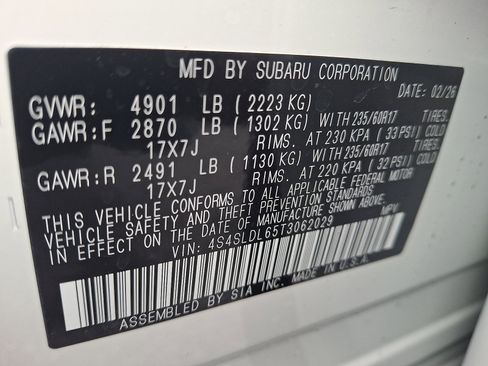 MFD BY SUBARU CORPORATION
DATE: 02/26
GVWR: 4901 LB (2223 KG)
GAWR:F 2870 LB (1302 KG) WITH 235/60R17 TIRES.
17X7J RIMS. AT 230 KPA (33 PSI) COLD
GAWR:R 2491 LB (1130 KG) WITH 235/60R17 TIRES.
17X7J RIMS. AT 220 KPA (32 PSI) COLD
THIS VEHICLE CONFORMS TO ALL APPLICABLE FEDERAL MOTOR
VEHICLE SAFETY, BUMPER, AND THEFT PREVENTION STANDARDS
IN EFFECT ON THE DATE OF MANUFACTURE SHOWN ABOVE.
VIN: 4S4SLDL65T3062029 MPV
ASSEMBLED BY SIA INC. MADE IN U.S.A.